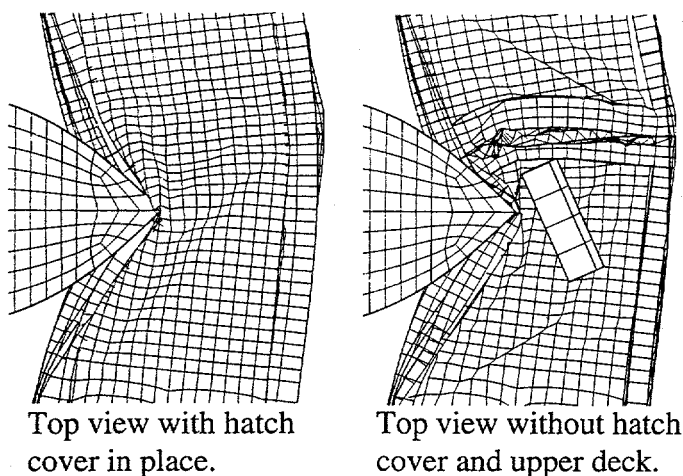 Top view with hatch
cover in place.
Top view without hatch
cover and upper deck.